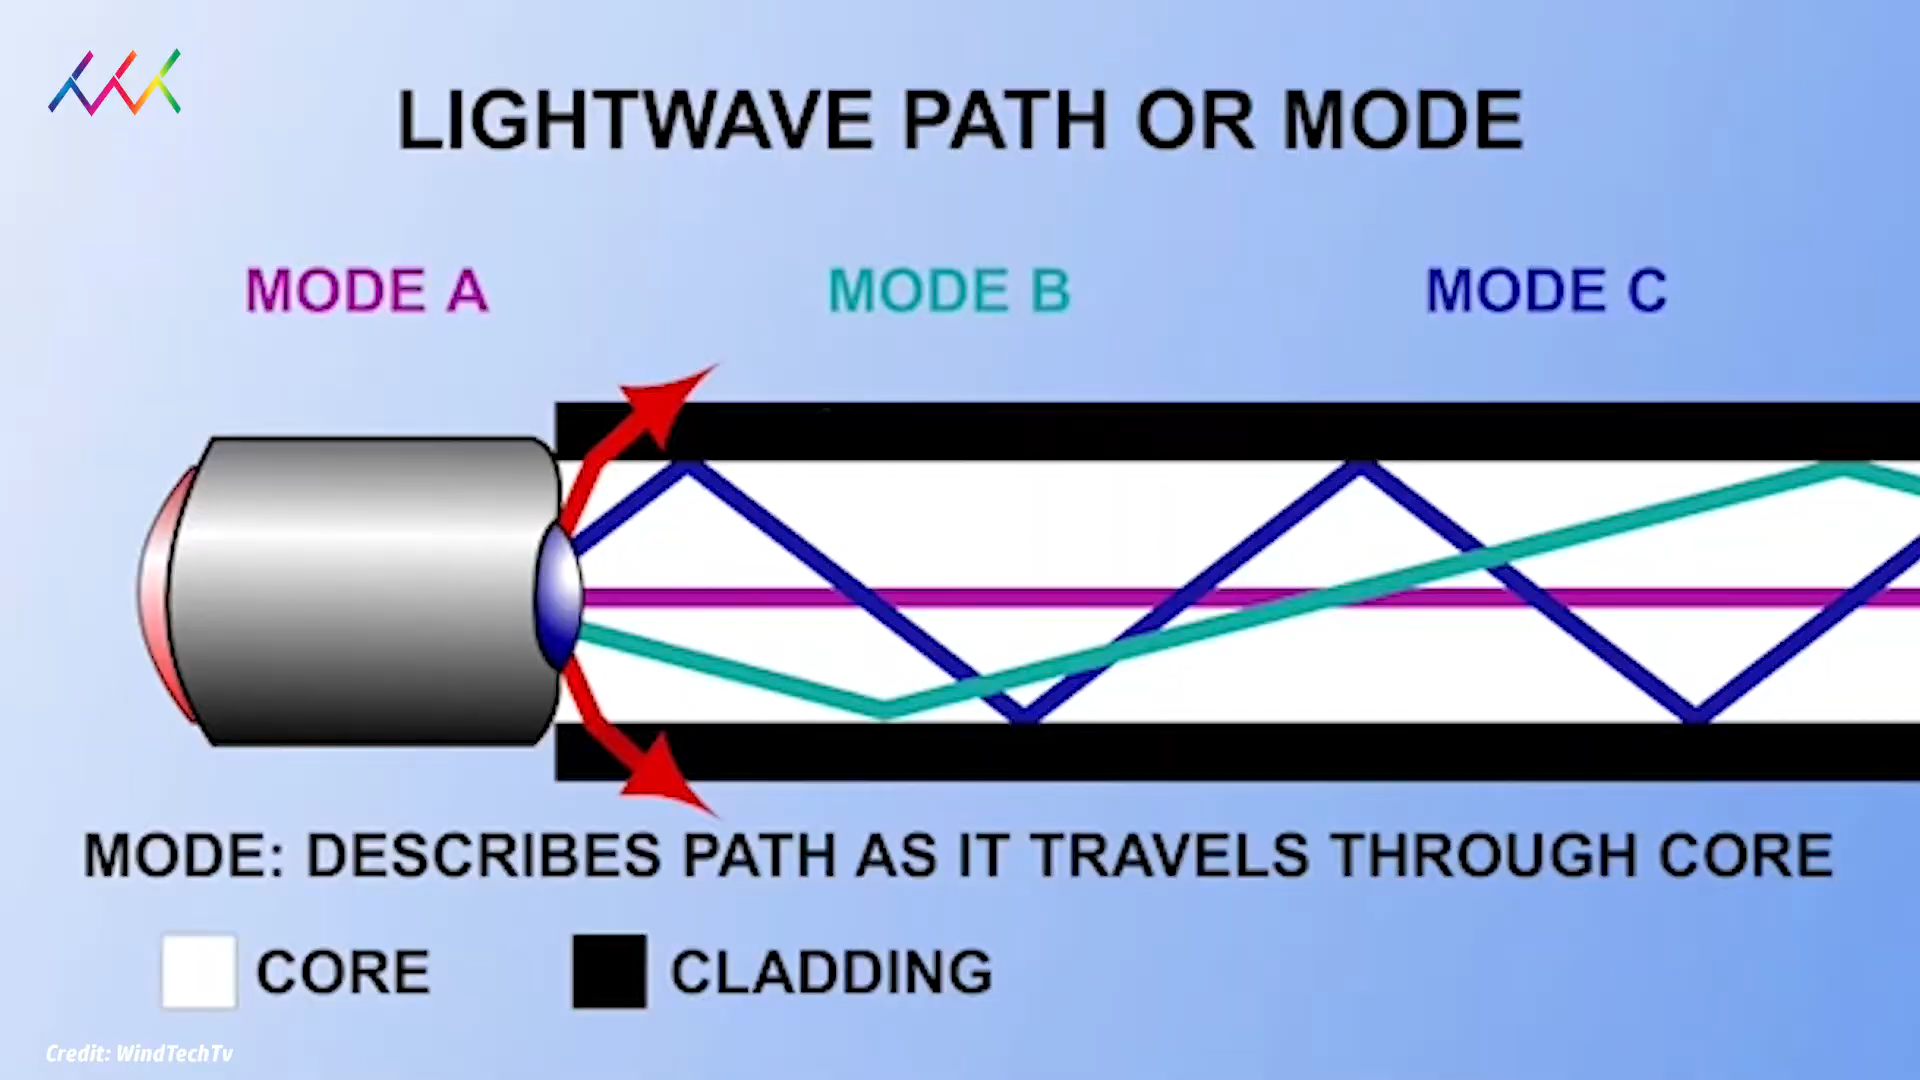 LIGHTWAVE PATH OR MODE
MODE A MODE B MODE C
MODE: DESCRIBES PATH AS IT TRAVELS THROUGH CORE
CORE CLADDING
Credit: WindTechTv